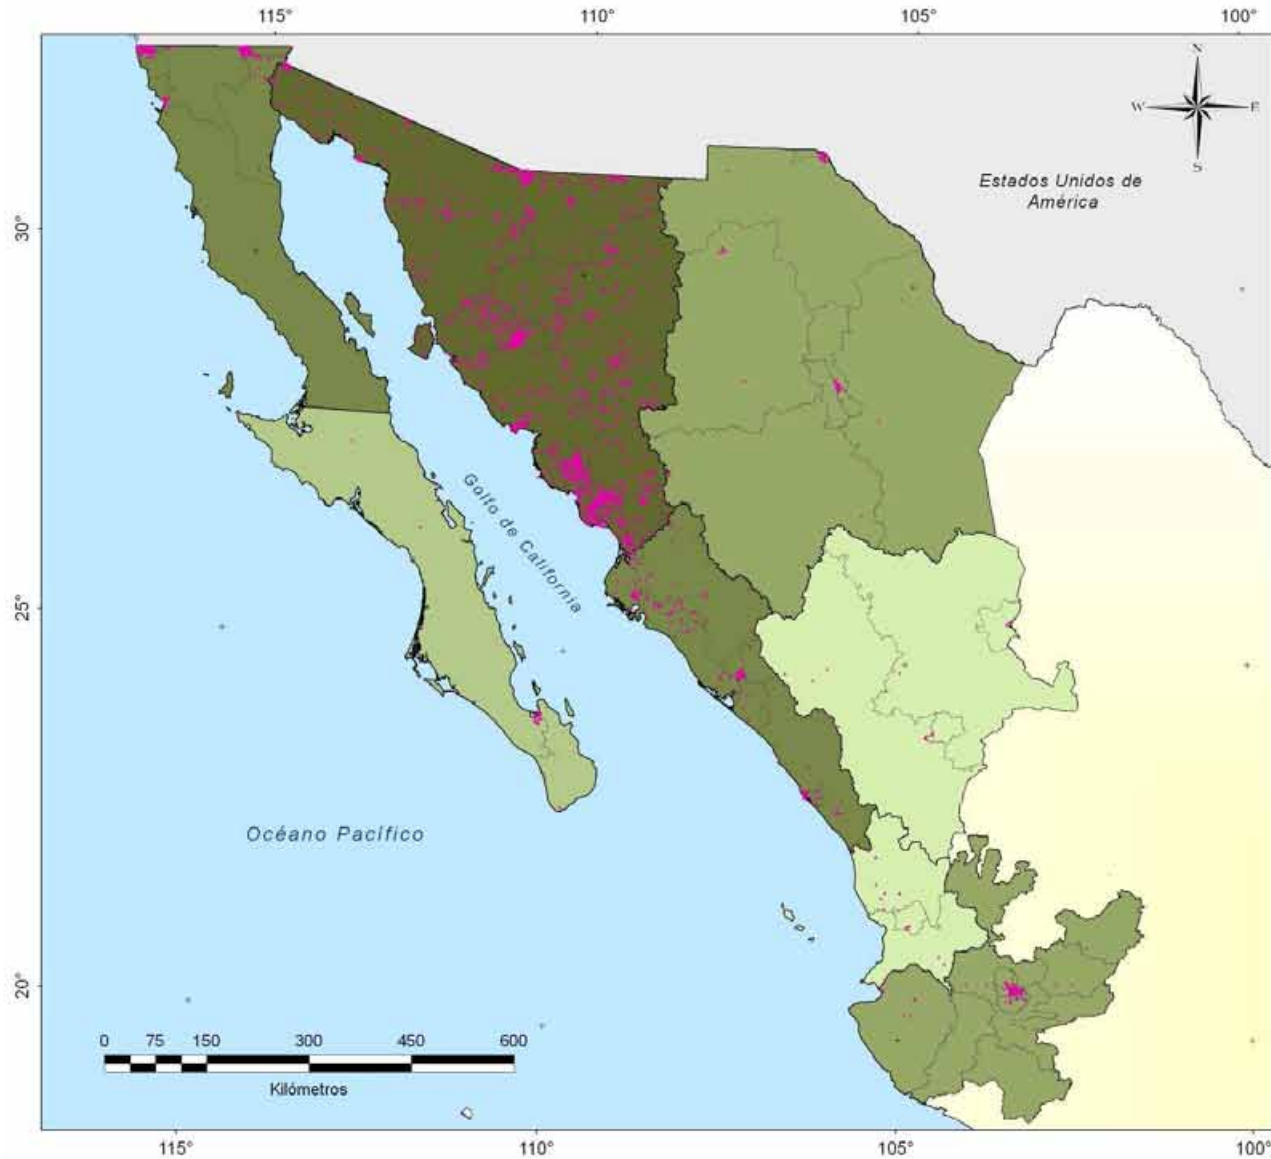 115°
110°
105°
100°
N
W
E
S
Estados Unidos de
América
30°
Golfo de California
25°
Océano Pacífico
20°
0
75
150
300
450
600
Kilómetros
115°
110°
105°
100°